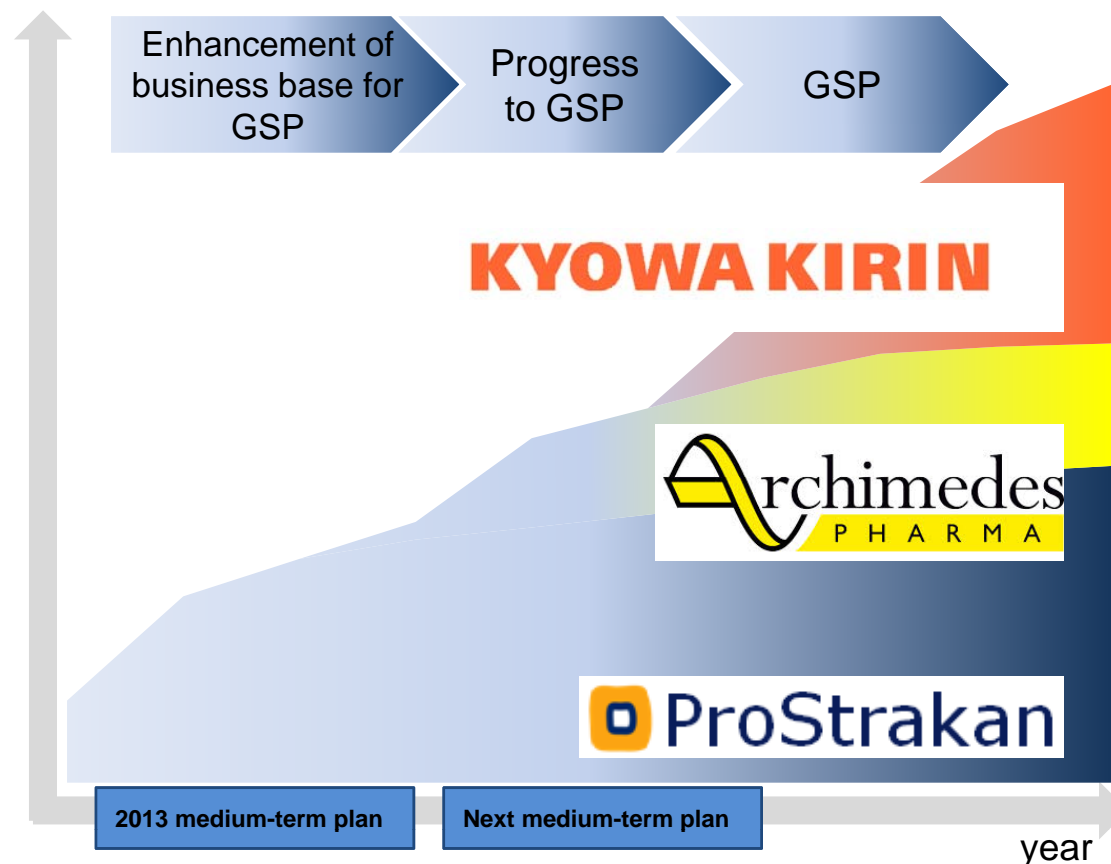 Enhancement of
business base for
GSP
Progress
to GSP
GSP
KYOWA KIRIN
Archimedes
PHARMA
ProStrakan
2013 medium-term plan
Next medium-term plan
year